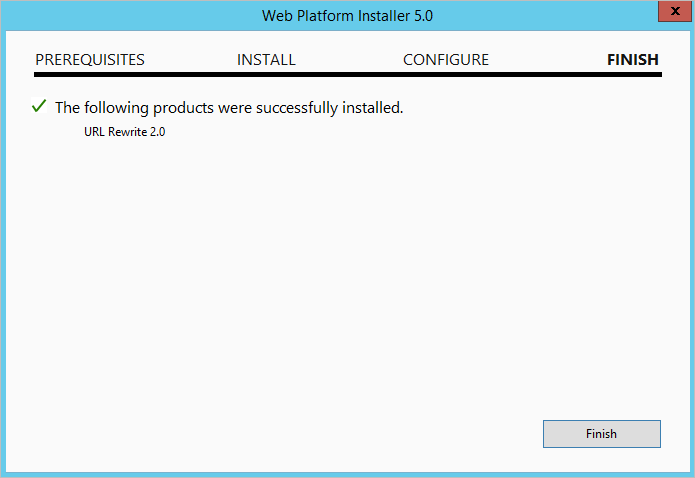 Web Platform Installer 5.0
x
PREREQUISITES INSTALL CONFIGURE FINISH
The following products were successfully installed.
URL Rewrite 2.0
Finish